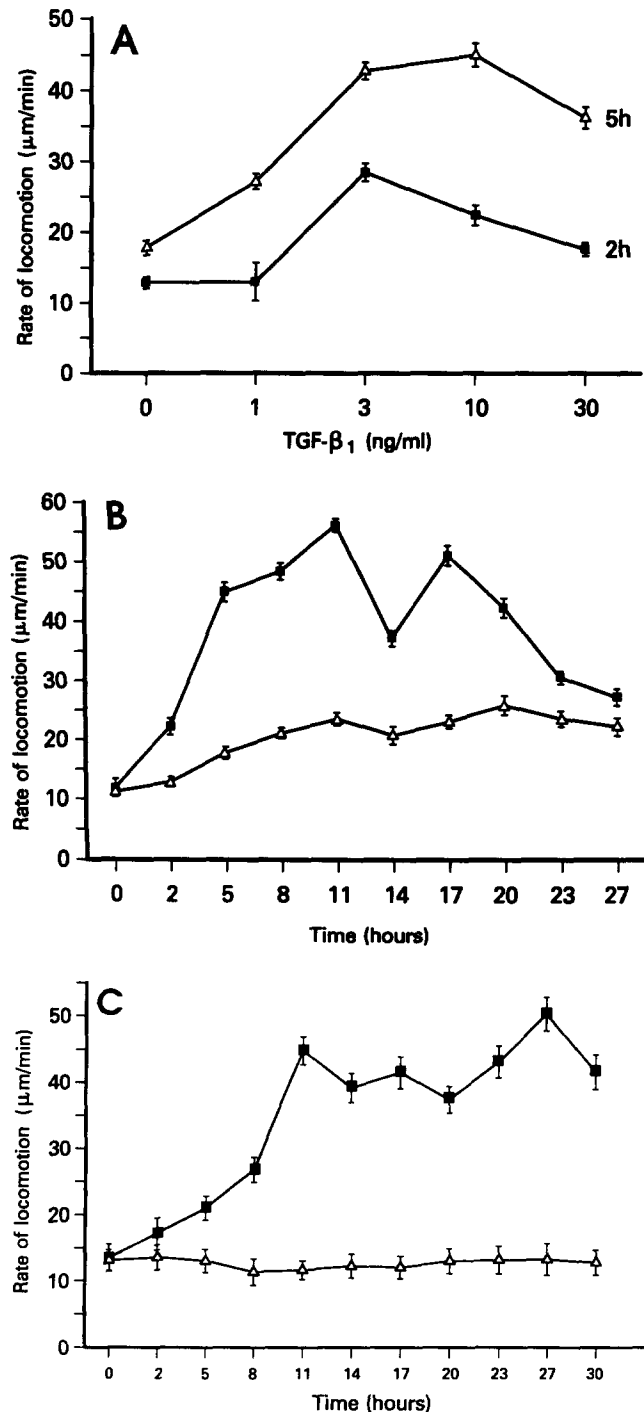 A
Rate of locomotion (μm/min)
50
40
30
20
10
0
5h
2h
0 1 3 10 30
TGF-β1 (ng/ml)
B
Rate of locomotion (μm/min)
60
50
40
30
20
10
0
0 2 5 8 11 14 17 20 23 27
Time (hours)
C
Rate of locomotion (μm/min)
50
40
30
20
10
0
0 2 5 8 11 14 17 20 23 27 30
Time (hours)